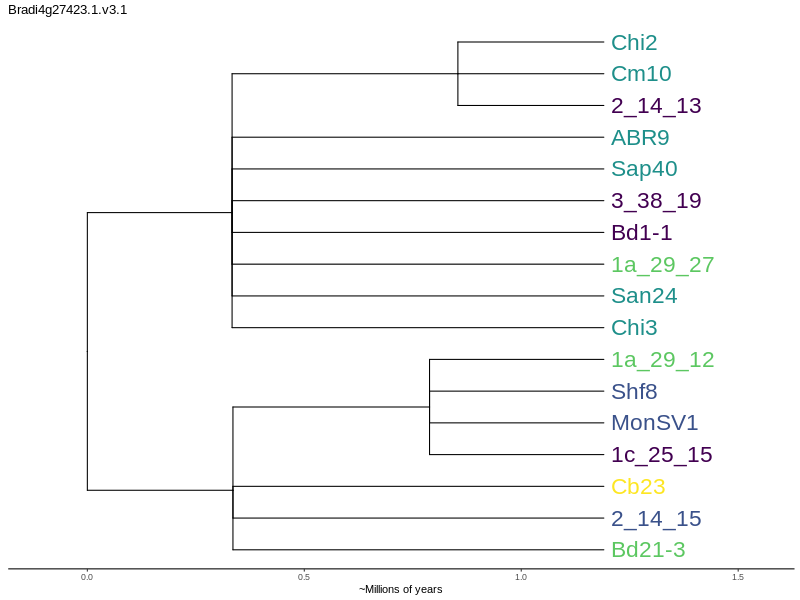 Bradi4g27423.1.v3.1
Chi2
Cm10
2_14_13
ABR9
Sap40
3_38_19
Bd1-1
1a_29_27
San24
Chi3
1a_29_12
Shf8
MonSV1
1c_25_15
Cb23
2_14_15
Bd21-3
0.0 0.5 1.0 1.5
~Millions of years